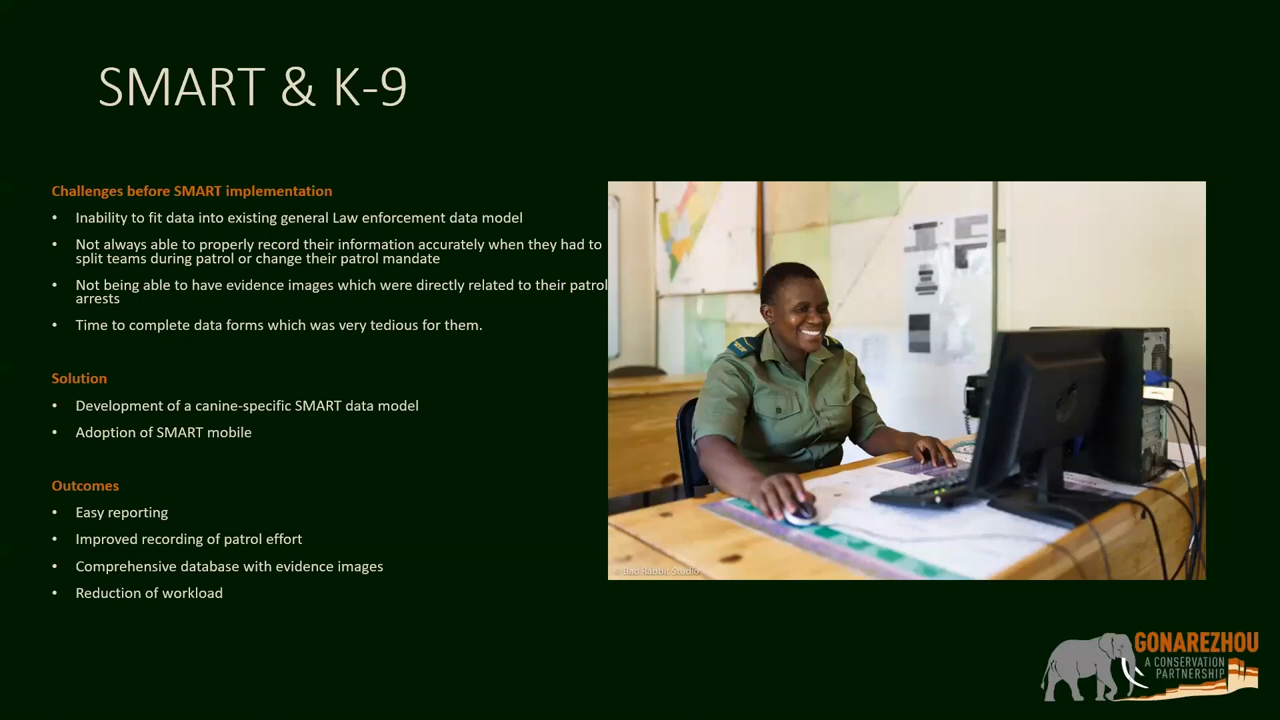 SMART & K-9
Challenges before SMART implementation
• Inability to fit data into existing general Law enforcement data model
• Not always able to properly record their information accurately when they had to
split teams during patrol or change their patrol mandate
• Not being able to have evidence images which were directly related to their patrol
arrests
• Time to complete data forms which was very tedious for them.
Solution
• Development of a canine-specific SMART data model
• Adoption of SMART mobile
Outcomes
• Easy reporting
• Improved recording of patrol effort
• Comprehensive database with evidence images
• Reduction of workload
© Bad Rabbit Studio
GONAREZHOU
A CONSERVATION
PARTNERSHIP